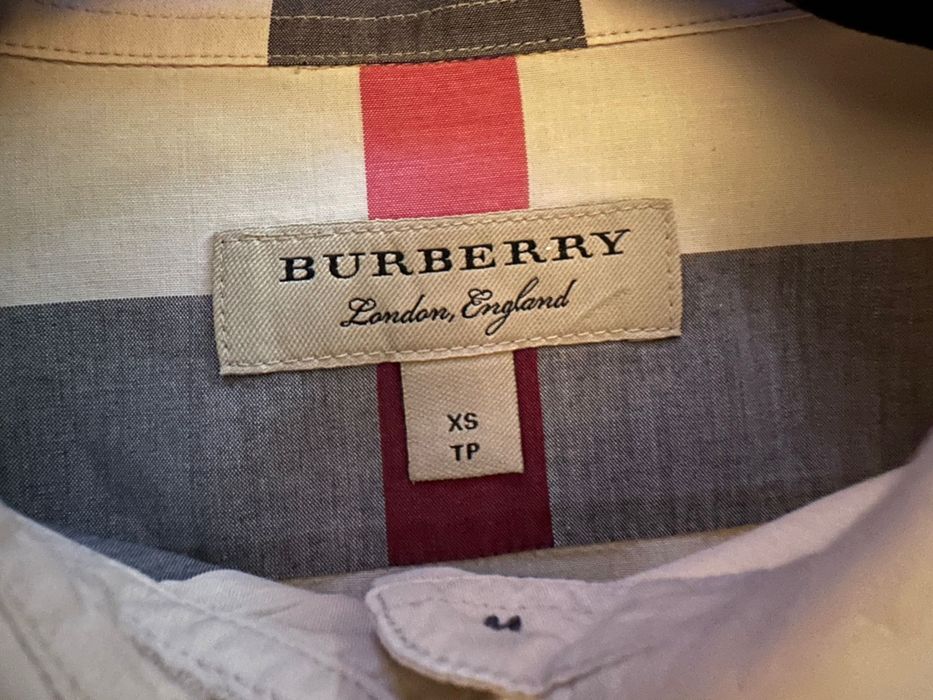 BURBERRY
London, England
XS
TP